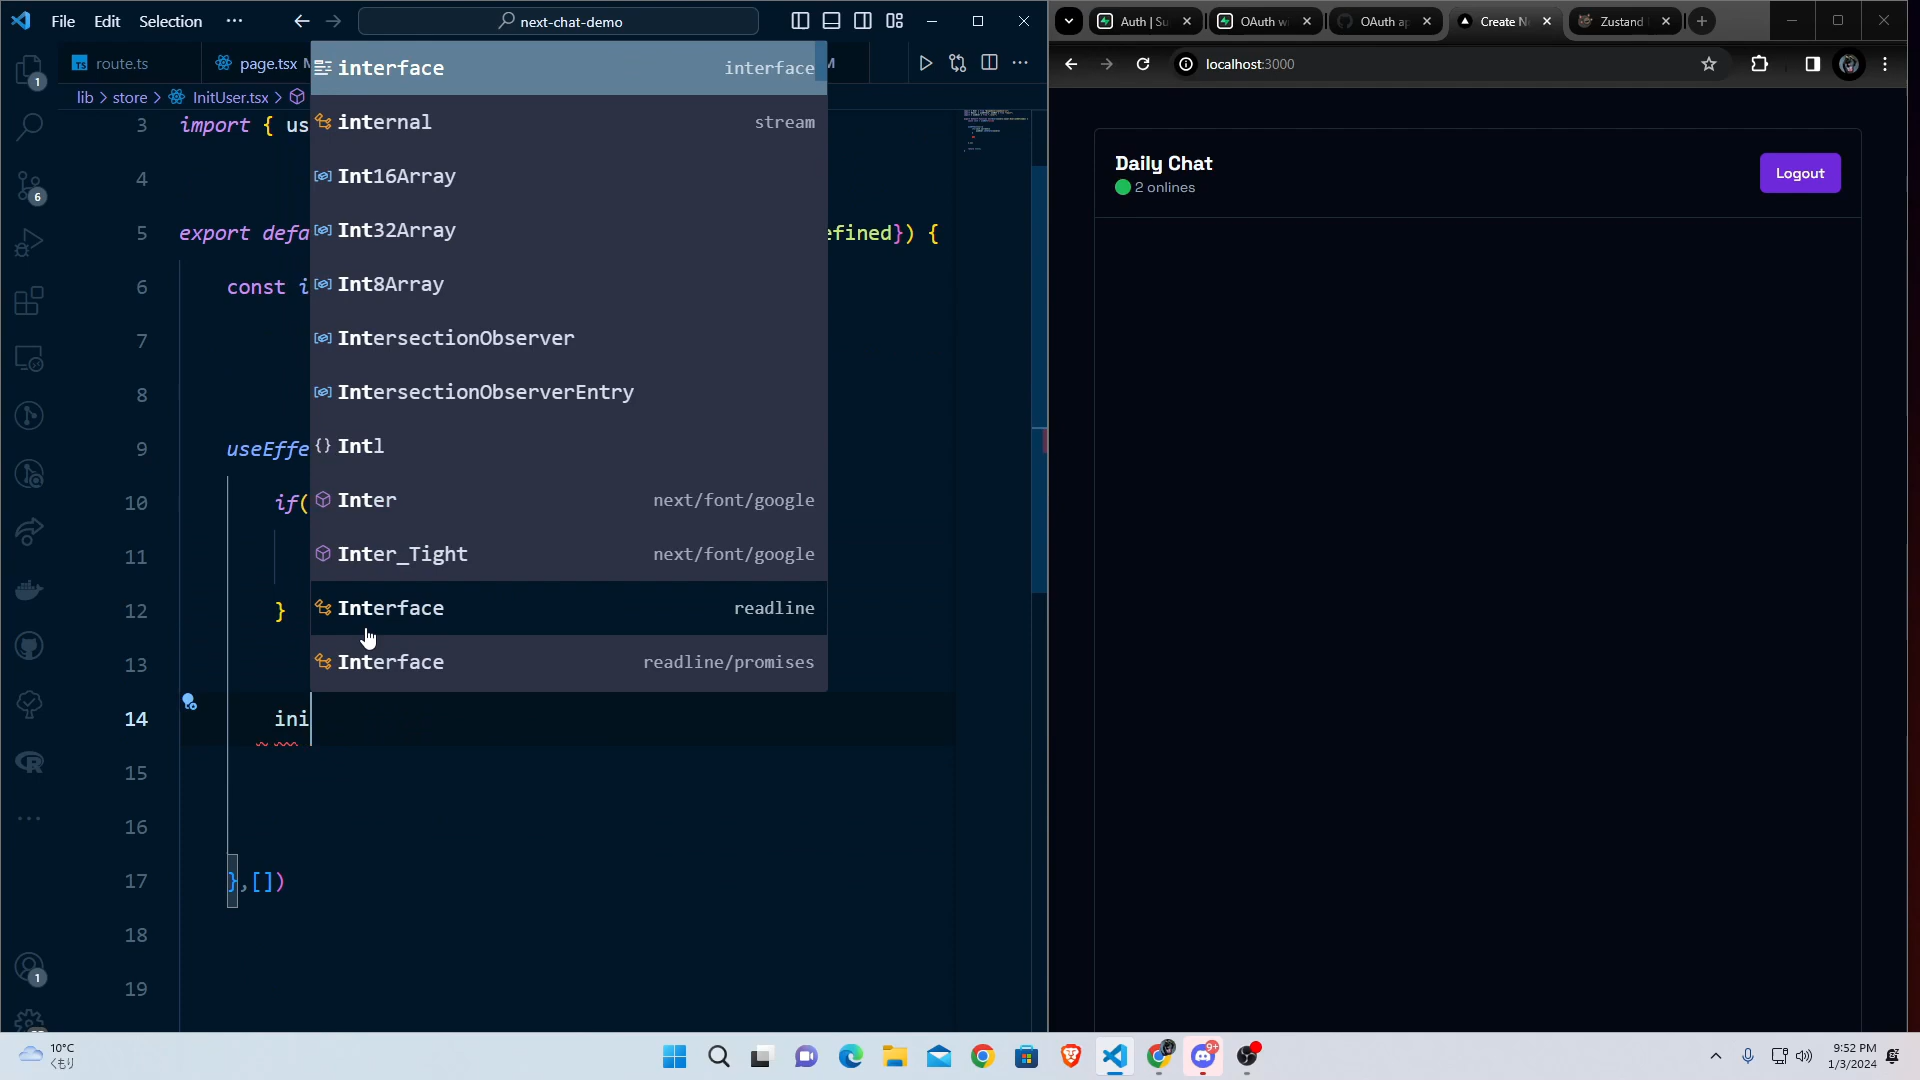 File Edit Selection ··· next-chat-demo
Auth | Su OAuth w OAuth ap Create N Zustand
route.ts page.tsx M M
localhost:3000
lib > store > InitUser.tsx >
3 import { us
4
5 export defa efined}) {
6 const i
7
8
9 useEffe
10 if(
11
12 }
13
14 ini
15
16
17 },[])
18
19
interface interface
internal stream
Int16Array
Int32Array
Int8Array
IntersectionObserver
IntersectionObserverEntry
Intl
Inter next/font/google
Inter_Tight next/font/google
Interface readline
Interface readline/promises
1
6
1
Daily Chat
2 onlines
Logout
10°C
くもり
9+
9:52 PM
1/3/2024